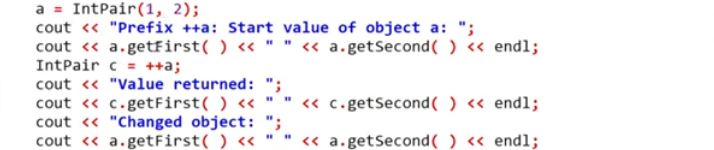 a = IntPair(1, 2);
cout << "Prefix ++a: Start value of object a: ";
cout << a.getFirst( ) << " " << a.getSecond( ) << endl;
IntPair c = ++a;
cout << "Value returned: ";
cout << c.getFirst( ) << " " << c.getSecond( ) << endl;
cout << "Changed object: ";
cout << a.getFirst( ) << " " << a.getSecond( ) << endl;